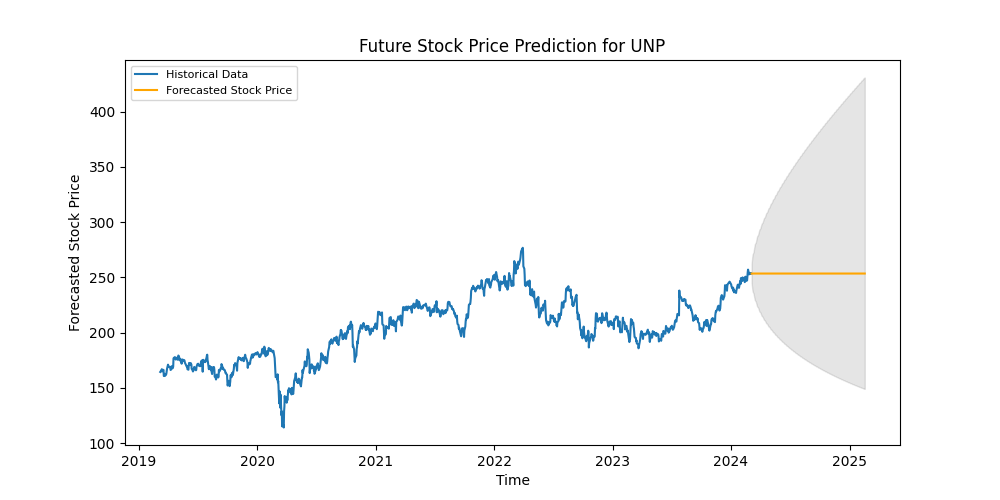 Future Stock Price Prediction for UNP
Historical Data
Forecasted Stock Price
400
350
300
250
200
150
100
Forecasted Stock Price
2019 2020 2021 2022 2023 2024 2025
Time